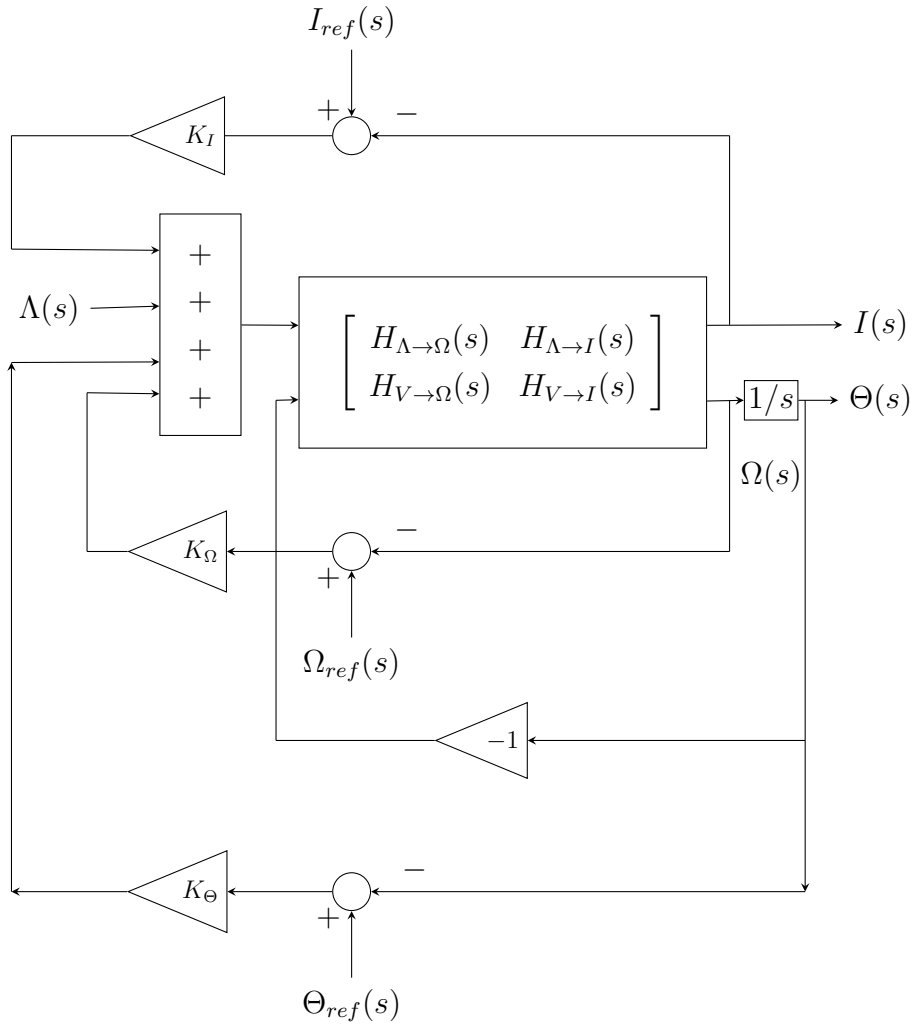 I_{ref}(s)
+ −
K_I
+
Λ(s) +
+
+
H_{Λ→Ω}(s) H_{Λ→I}(s)
H_{V→Ω}(s) H_{V→I}(s)
I(s)
1/s Θ(s)
Ω(s)
−
K_Ω
+
Ω_{ref}(s)
−1
−
K_Θ
+
Θ_{ref}(s)